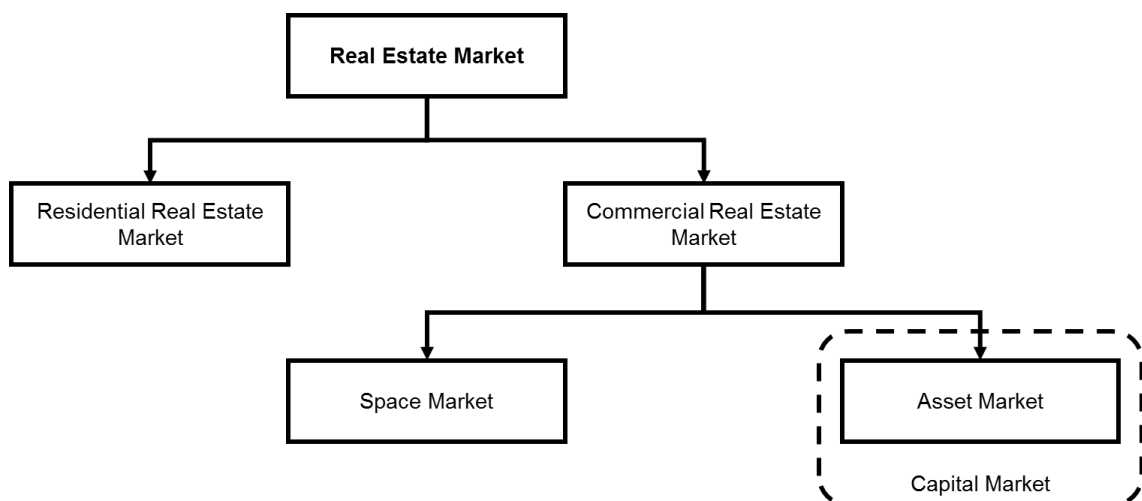 Real Estate Market
Residential Real Estate
Market
Commercial Real Estate
Market
Space Market
Asset Market
Capital Market